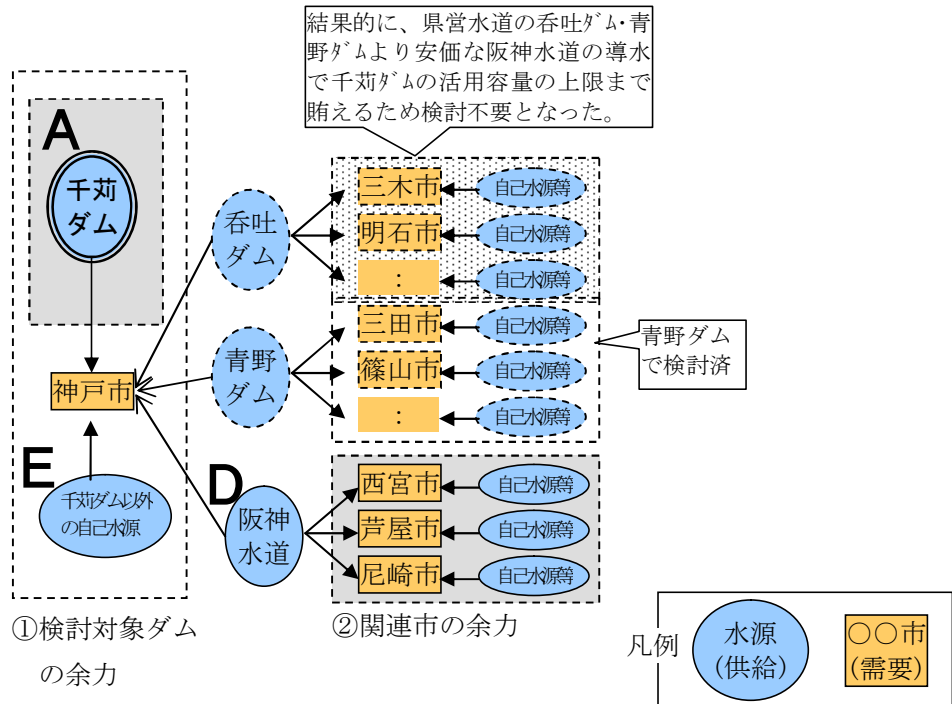 結果的に、県営水道の呑吐ﾀﾞﾑ・青
野ﾀﾞﾑより安価な阪神水道の導水
で千苅ﾀﾞﾑの活用容量の上限まで
賄えるため検討不要となった。
A
千苅
ダム
呑吐
ダム
三木市
自己水源等
明石市
自己水源等
：
自己水源等
青野
ダム
三田市
自己水源等
篠山市
自己水源等
：
自己水源等
青野ダム
で検討済
神戸市
E
千苅ダム以外
の自己水源
D
阪神
水道
西宮市
自己水源等
芦屋市
自己水源等
尼崎市
自己水源等
①検討対象ダム
の余力
②関連市の余力
凡例
水源
(供給)
〇〇市
(需要)